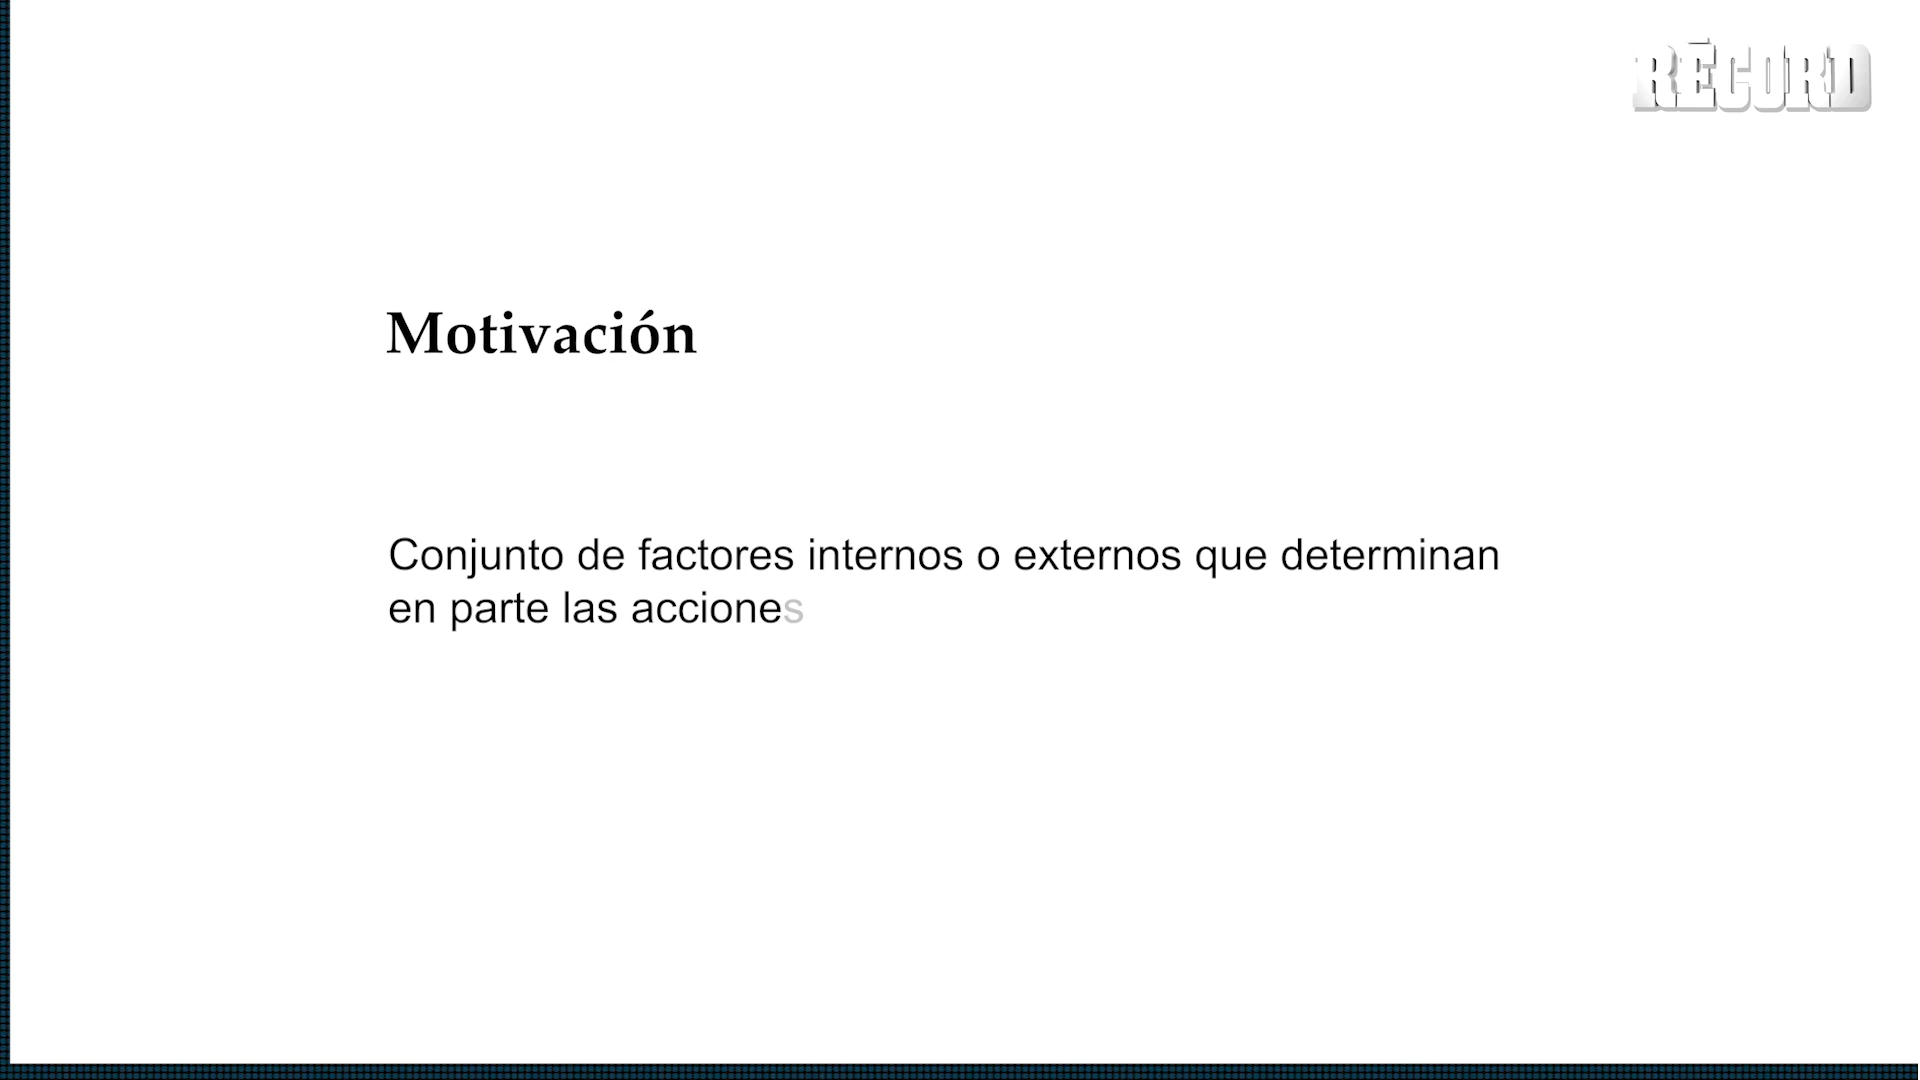 RÉCORD
Motivación
Conjunto de factores internos o externos que determinan
en parte las acciones